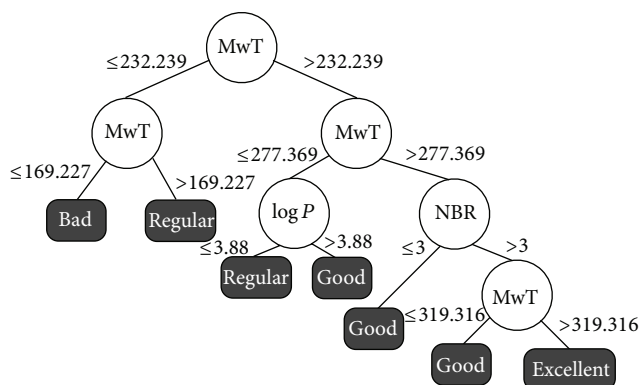 MwT
≤232.239
>232.239
MwT
MwT
≤169.227
>169.227
≤277.369
>277.369
Bad
Regular
log P
NBR
≤3.88
>3.88
≤3
>3
Regular
Good
MwT
Good
≤319.316
>319.316
Good
Excellent